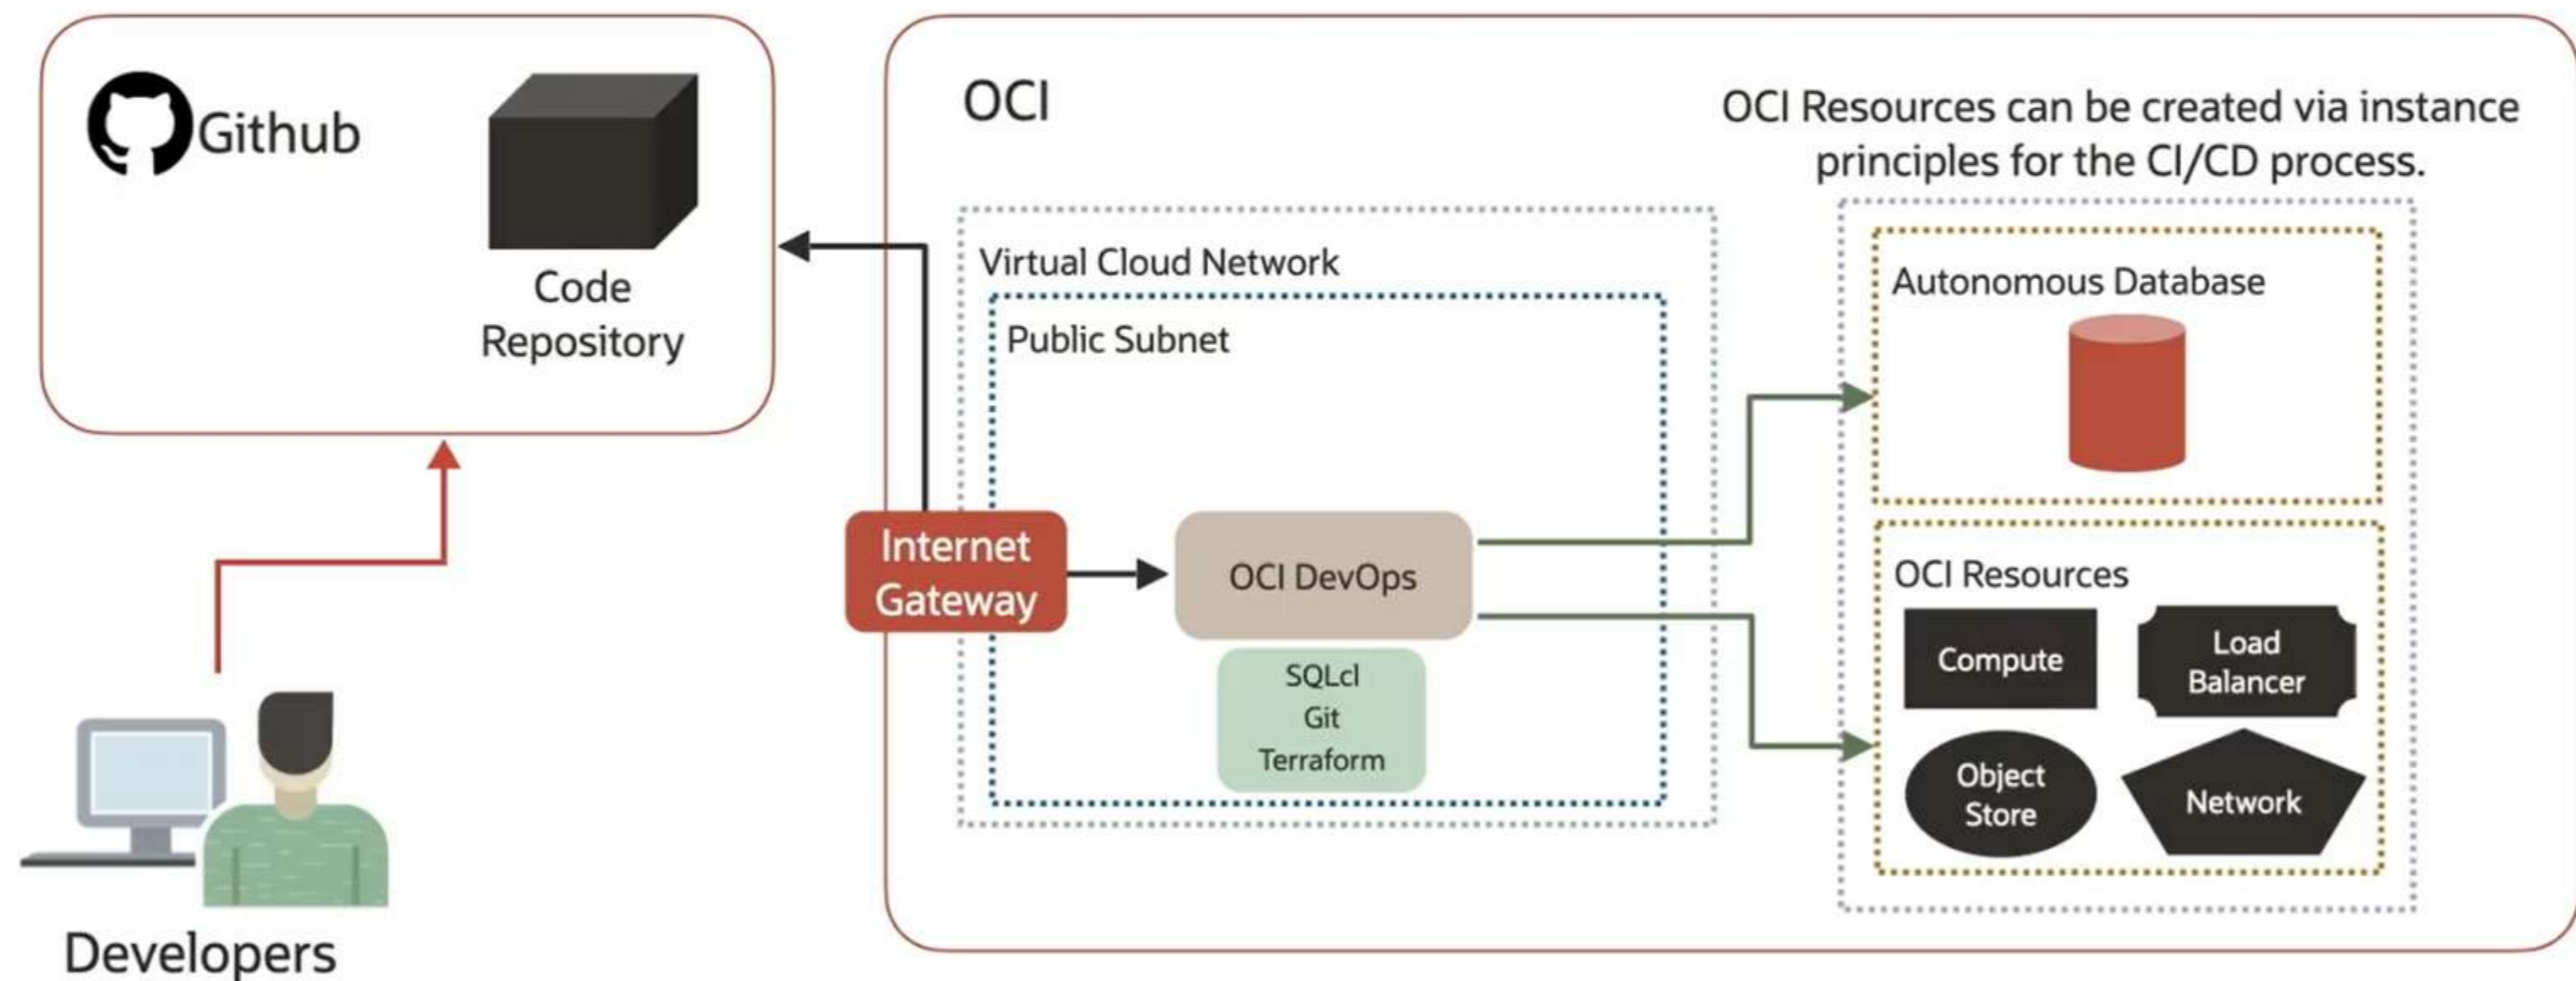 Github
Code
Repository
Developers
OCI
OCI Resources can be created via instance
principles for the CI/CD process.
Virtual Cloud Network
Public Subnet
Internet
Gateway
OCI DevOps
SQLcl
Git
Terraform
Autonomous Database
OCI Resources
Compute
Load
Balancer
Object
Store
Network